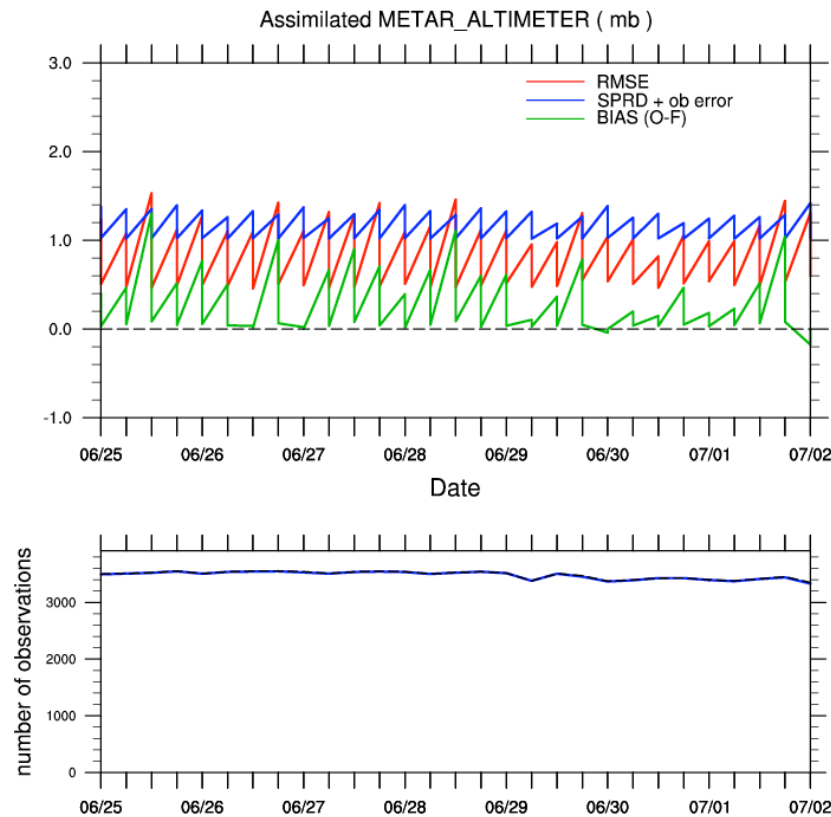 Assimilated METAR_ALTIMETER ( mb )
3.0
2.0
1.0
0.0
-1.0
RMSE
SPRD + ob error
BIAS (O-F)
06/25 06/26 06/27 06/28 06/29 06/30 07/01 07/02
Date
number of observations
3000
2000
1000
0
06/25 06/26 06/27 06/28 06/29 06/30 07/01 07/02